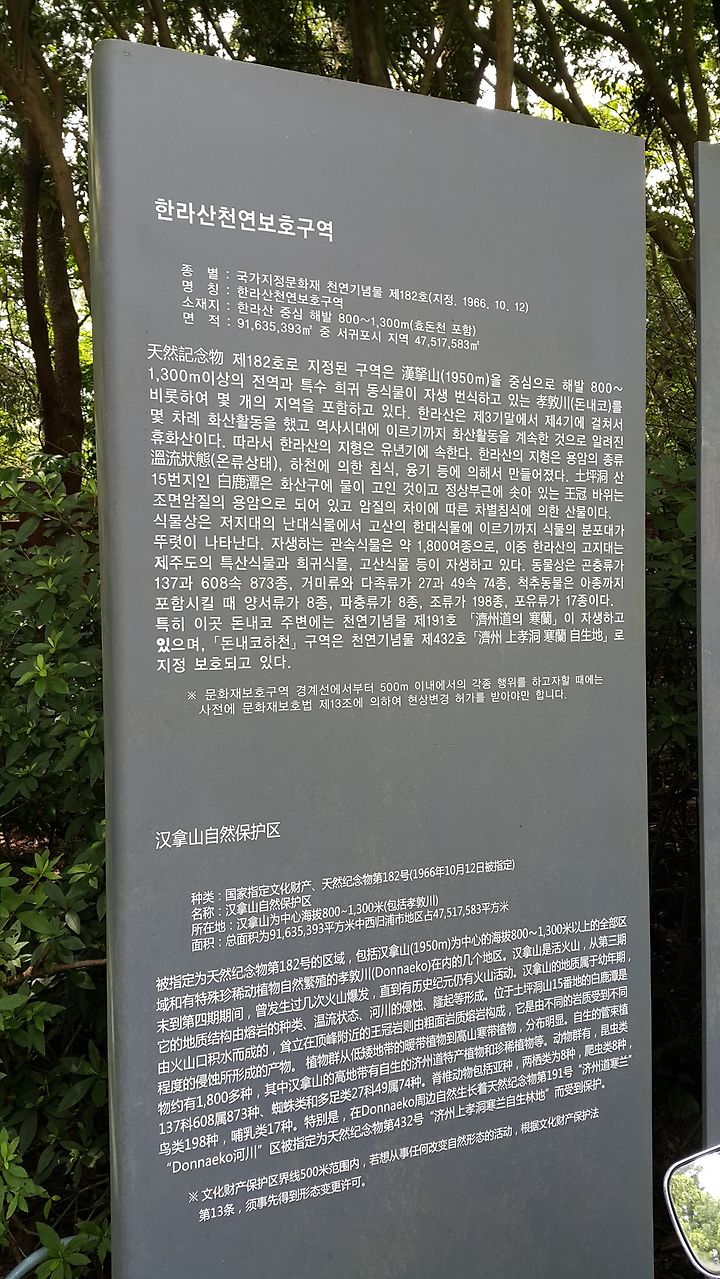 한라산천연보호구역
종 별 : 국가지정문화재 천연기념물 제182호(지정. 1966. 10. 12)
명 칭 : 한라산천연보호구역
소재지 : 한라산 중심 해발 800~1,300m(효돈천 포함)
면 적 : 91,635,393㎡ 중 서귀포시 지역 47,517,583㎡
天然記念物 제182호로 지정된 구역은 漢拏山(1950m)을 중심으로 해발 800~
1,300m이상의 전역과 특수 희귀 동식물이 자생 번식하고 있는 孝敦川(돈내코)를
비롯하여 몇 개의 지역을 포함하고 있다. 한라산은 제3기말에서 제4기에 걸쳐서
몇 차례 화산활동을 했고 역사시대에 이르기까지 화산활동을 계속한 것으로 알려진
휴화산이다. 따라서 한라산의 지형은 유년기에 속한다. 한라산의 지형은 용암의 종류
溫流狀態(온류상태), 하천에 의한 침식, 융기 등에 의해서 만들어졌다. 土坪洞 산
15번지인 白鹿潭은 화산구에 물이 고인 것이고 정상부근에 솟아 있는 王冠 바위는
조면암질의 용암으로 되어 있고 암질의 차이에 따른 차별침식에 의한 산물이다.
식물상은 저지대의 난대식물에서 고산의 한대식물에 이르기까지 식물의 분포대가
뚜렷이 나타난다. 자생하는 관속식물은 약 1,800여종으로, 이중 한라산의 고지대는
제주도의 특산식물과 희귀식물, 고산식물 등이 자생하고 있다. 동물상은 곤충류가
137과 608속 873종, 거미류와 다족류가 27과 49속 74종, 척추동물은 아종까지
포함시킬 때 양서류가 8종, 파충류가 8종, 조류가 198종, 포유류가 17종이다.
특히 이곳 돈내코 주변에는 천연기념물 제191호 「濟州道의 寒蘭」이 자생하고
있으며, 「돈내코하천」구역은 천연기념물 제432호「濟州 上孝洞 寒蘭 自生地」로
지정 보호되고 있다.
※ 문화재보호구역 경계선에서부터 500m 이내에서의 각종 행위를 하고자할 때에는
사전에 문화재보호법 제13조에 의하여 현상변경 허가를 받아야만 합니다.
汉拿山自然保护区
种类 : 国家指定文化财产、天然纪念物第182号(1966年10月12日被指定)
名称 : 汉拿山自然保护区
所在地 : 汉拿山为中心海拔800~1,300米(包括孝敦川)
面积 : 总面积为91,635,393平方米中西归浦市地区占47,517,583平方米
被指定为天然纪念物第182号的区域，包括汉拿山(1950m)为中心的海拔800~1,300米以上的全部区
域和有特殊珍稀动植物自然繁殖的孝敦川(Donnaeko)在内的几个地区。汉拿山是活火山，从第三期
末到第四期期间，曾发生过几次火山爆发，直到有历史纪元仍有火山活动。汉拿山的地质属于幼年期，
它的地质结构由熔岩的种类、温流状态、河川的侵蚀、隆起等形成。位于土坪洞山15番地的白鹿潭是
由火山口积水而成的，耸立在顶峰附近的王冠岩则由粗面岩质熔岩构成，它是由不同的岩质受到不同
程度的侵蚀所形成的产物。 植物群从低矮地带的暖带植物到高山寒带植物，分布明显。自生的管束植
物约有1,800多种，其中汉拿山的高地带有自生的济州道特产植物和珍稀植物等。动物群有，昆虫类
137科608属873种、蜘蛛类和多足类27科49属74种。脊椎动物包括亚种，两栖类为8种，爬虫类8种，
鸟类198种，哺乳类17种。特别是，在Donnaeko周边自然生长着天然纪念物第191号“济州道寒兰”
“Donnaeko河川”区被指定为天然纪念物第432号“济州上孝洞寒兰自生林地”而受到保护。
※ 文化财产保护区界线500米范围内，若想从事任何改变自然形态的活动，根据文化财产保护法
第13条，须事先得到形态变更许可。